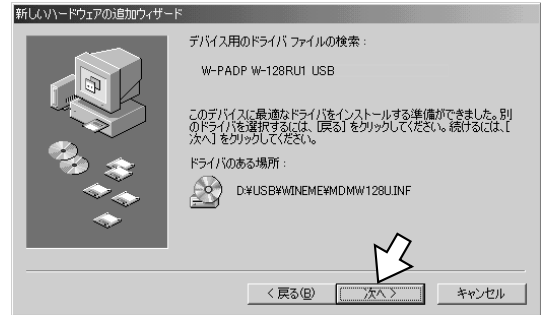 新しいハードウェアの追加ウィザード
デバイス用のドライバ ファイルの検索 :
W-PADP W-128RU1 USB
このデバイスに最適なドライバをインストールする準備ができました。別
のドライバを選択するには、[戻る] をクリックしてください。続けるには、[
次へ] をクリックしてください。
ドライバのある場所 :
D:¥USB¥WINEME¥MDMW128U.INF
< 戻る(B)
次へ >
キャンセル